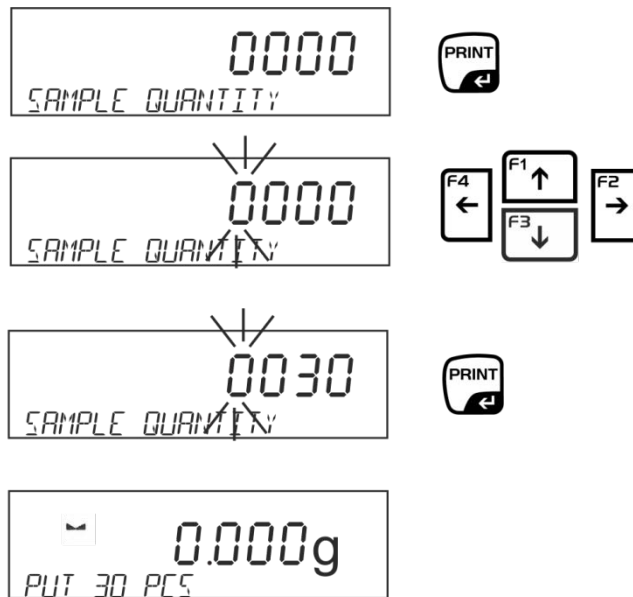 0000
PRINT
SAMPLE QUANTITY
0000
F1
F4
F2
F3
SAMPLE QUANTITY
0030
PRINT
SAMPLE QUANTITY
0.000g
PUT 30 PCS